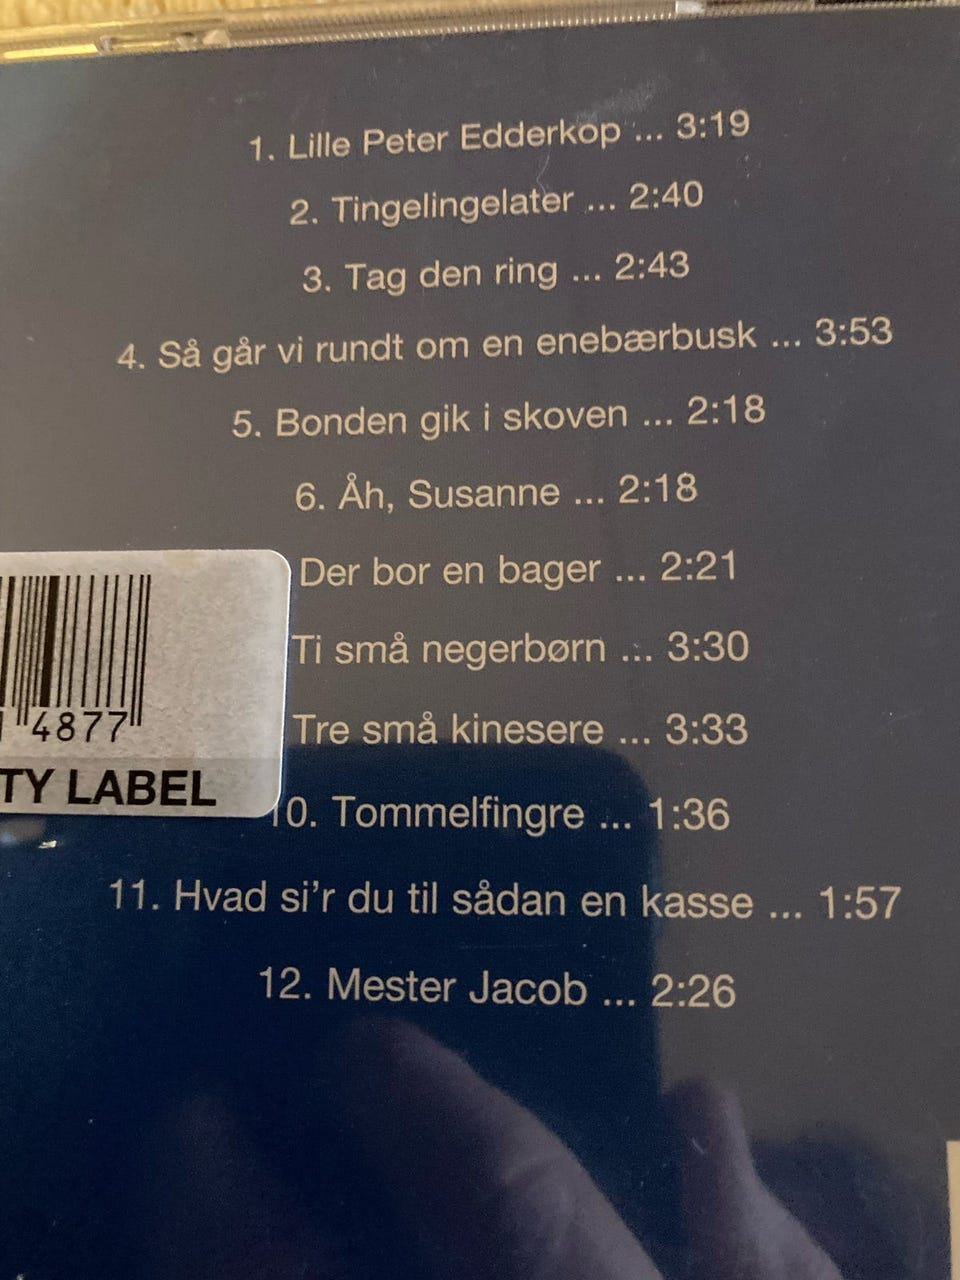 1. Lille Peter Edderkop ... 3:19
2. Tingelingelater ... 2:40
3. Tag den ring ... 2:43
4. Så går vi rundt om en enebærbusk ... 3:53
5. Bonden gik i skoven ... 2:18
6. Åh, Susanne ... 2:18
Der bor en bager ... 2:21
Ti små negerbørn ... 3:30
Tre små kinesere ... 3:33
4877
TY LABEL
10. Tommelfingre ... 1:36
11. Hvad si'r du til sådan en kasse ... 1:57
12. Mester Jacob ... 2:26